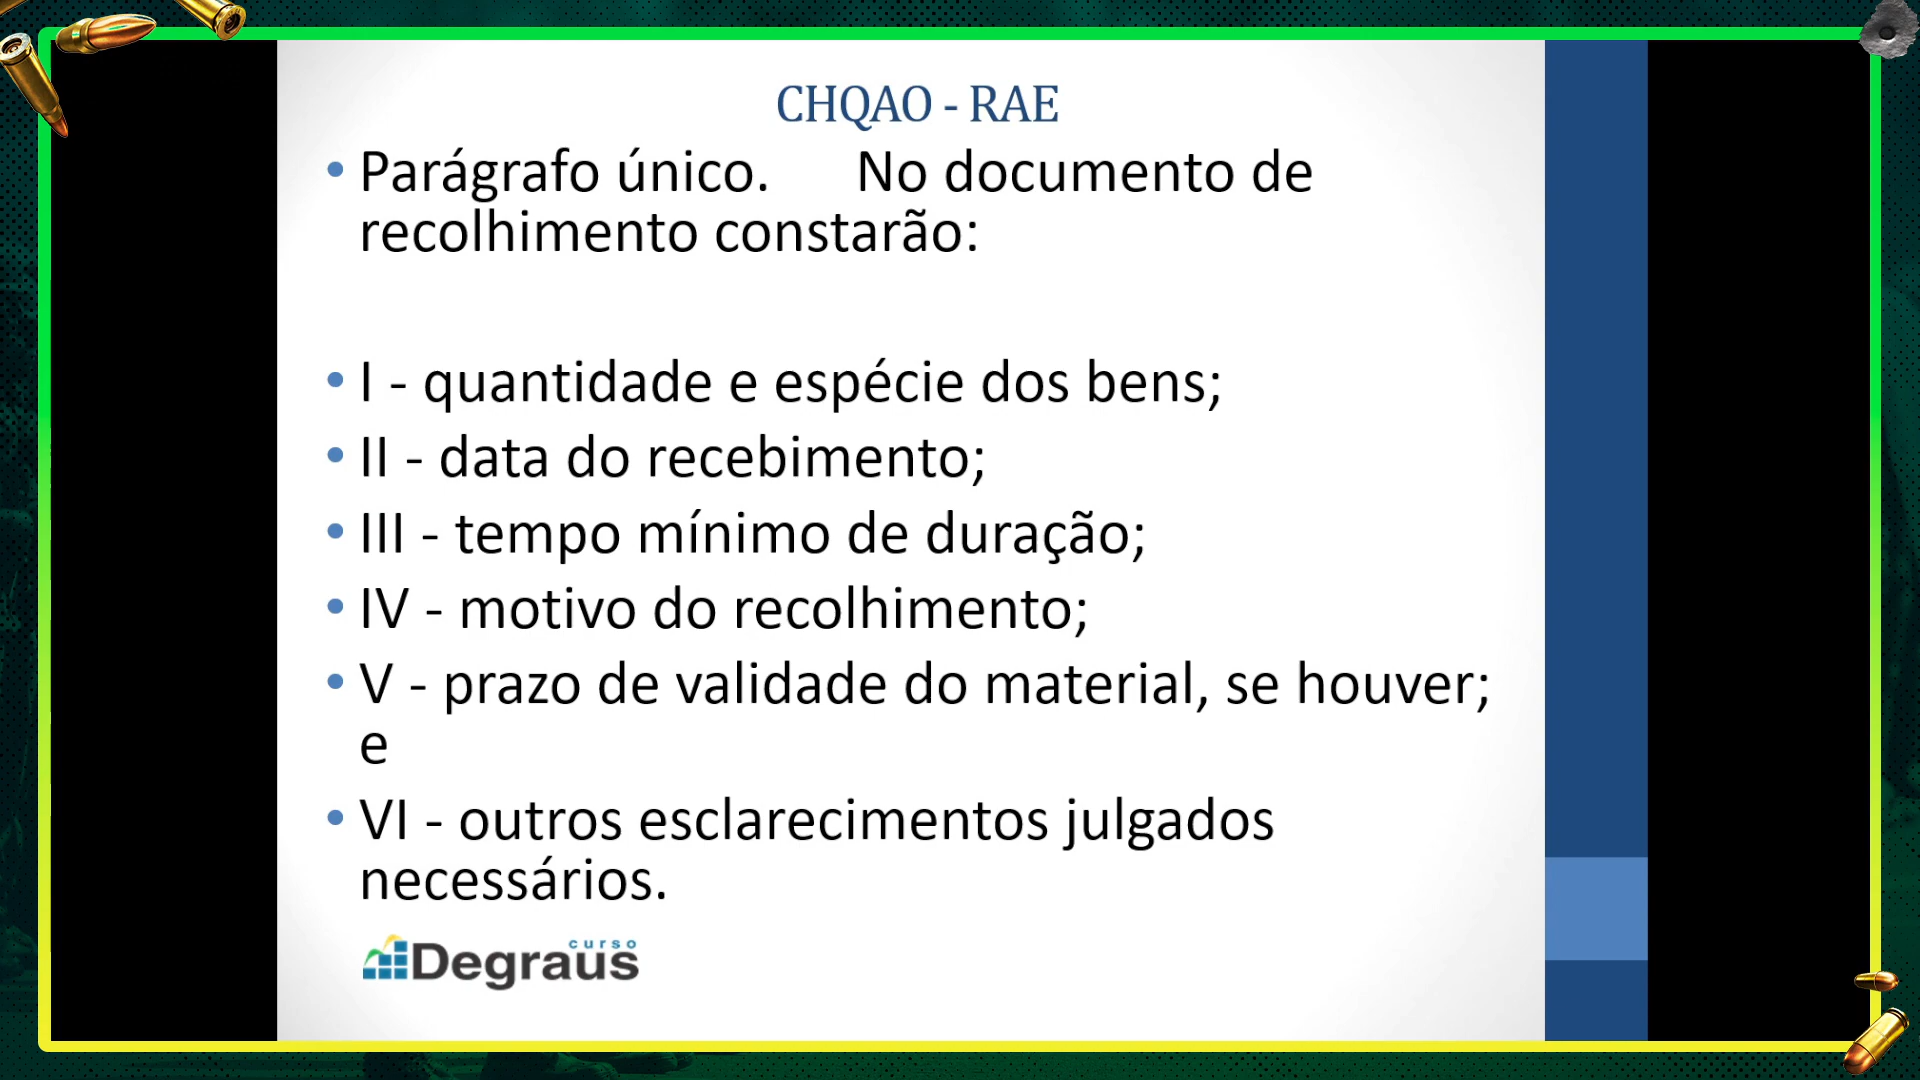 CHQAO - RAE
• Parágrafo único. No documento de
recolhimento constarão:
• I - quantidade e espécie dos bens;
• II - data do recebimento;
• III - tempo mínimo de duração;
• IV - motivo do recolhimento;
• V - prazo de validade do material, se houver;
e
• VI - outros esclarecimentos julgados
necessários.
curso
Degraus